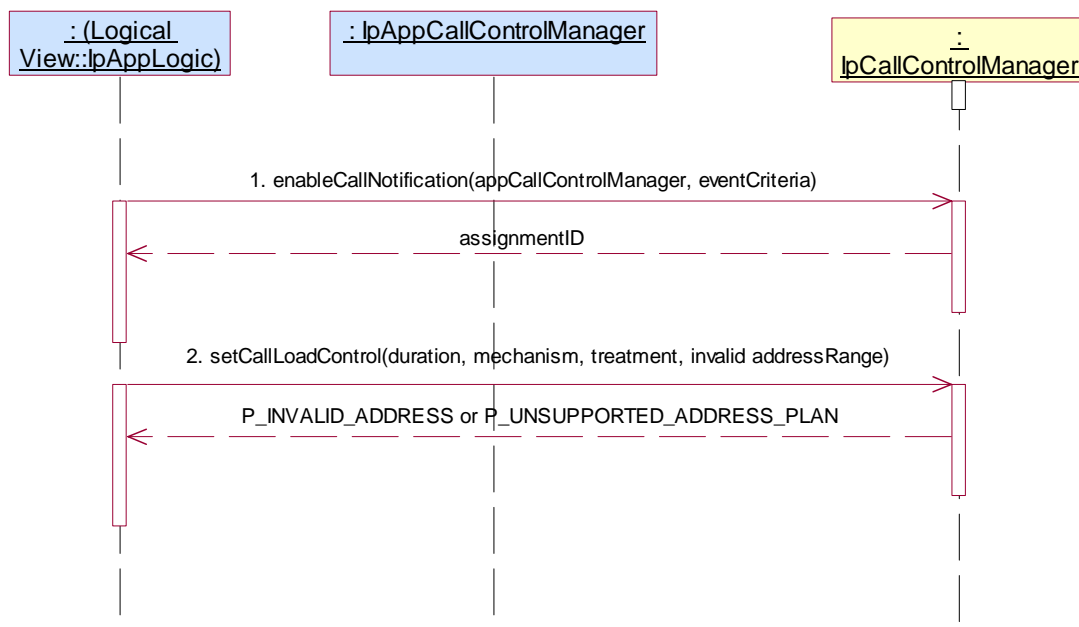 : (Logical
View::IpAppLogic)
: IpAppCallControlManager
:
IpCallControlManager
1. enableCallNotification(appCallControlManager, eventCriteria)
assignmentID
2. setCallLoadControl(duration, mechanism, treatment, invalid addressRange)
P_INVALID_ADDRESS or P_UNSUPPORTED_ADDRESS_PLAN